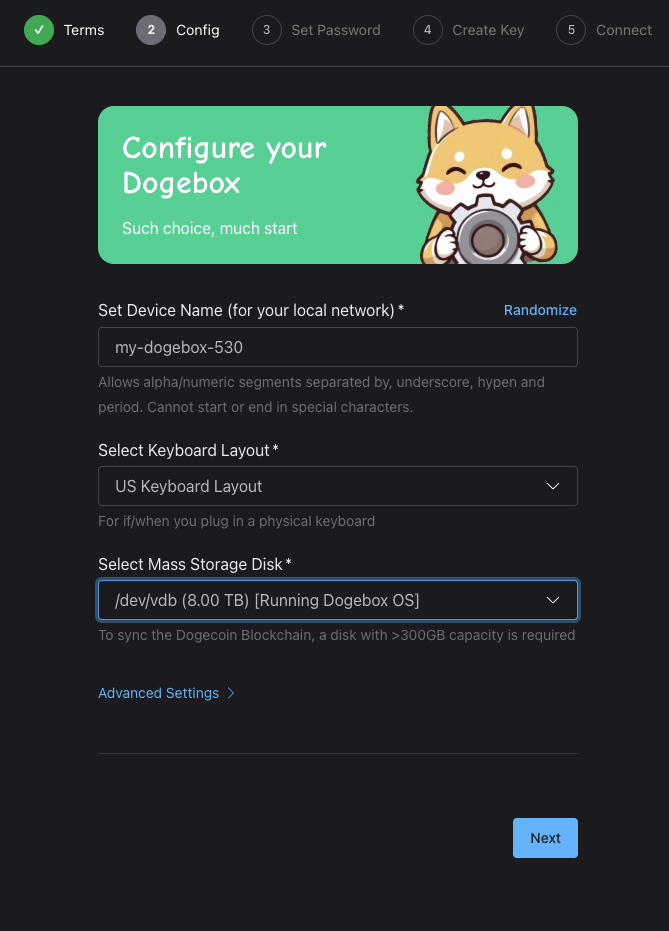 Terms
2 Config
3 Set Password
4 Create Key
5 Connect
Configure your
Dogebox
Such choice, much start
Set Device Name (for your local network)* Randomize
my-dogebox-530
Allows alpha/numeric segments separated by, underscore, hypen and
period. Cannot start or end in special characters.
Select Keyboard Layout*
US Keyboard Layout
For if/when you plug in a physical keyboard
Select Mass Storage Disk*
/dev/vdb (8.00 TB) [Running Dogebox OS]
To sync the Dogecoin Blockchain, a disk with >300GB capacity is required
Advanced Settings
Next